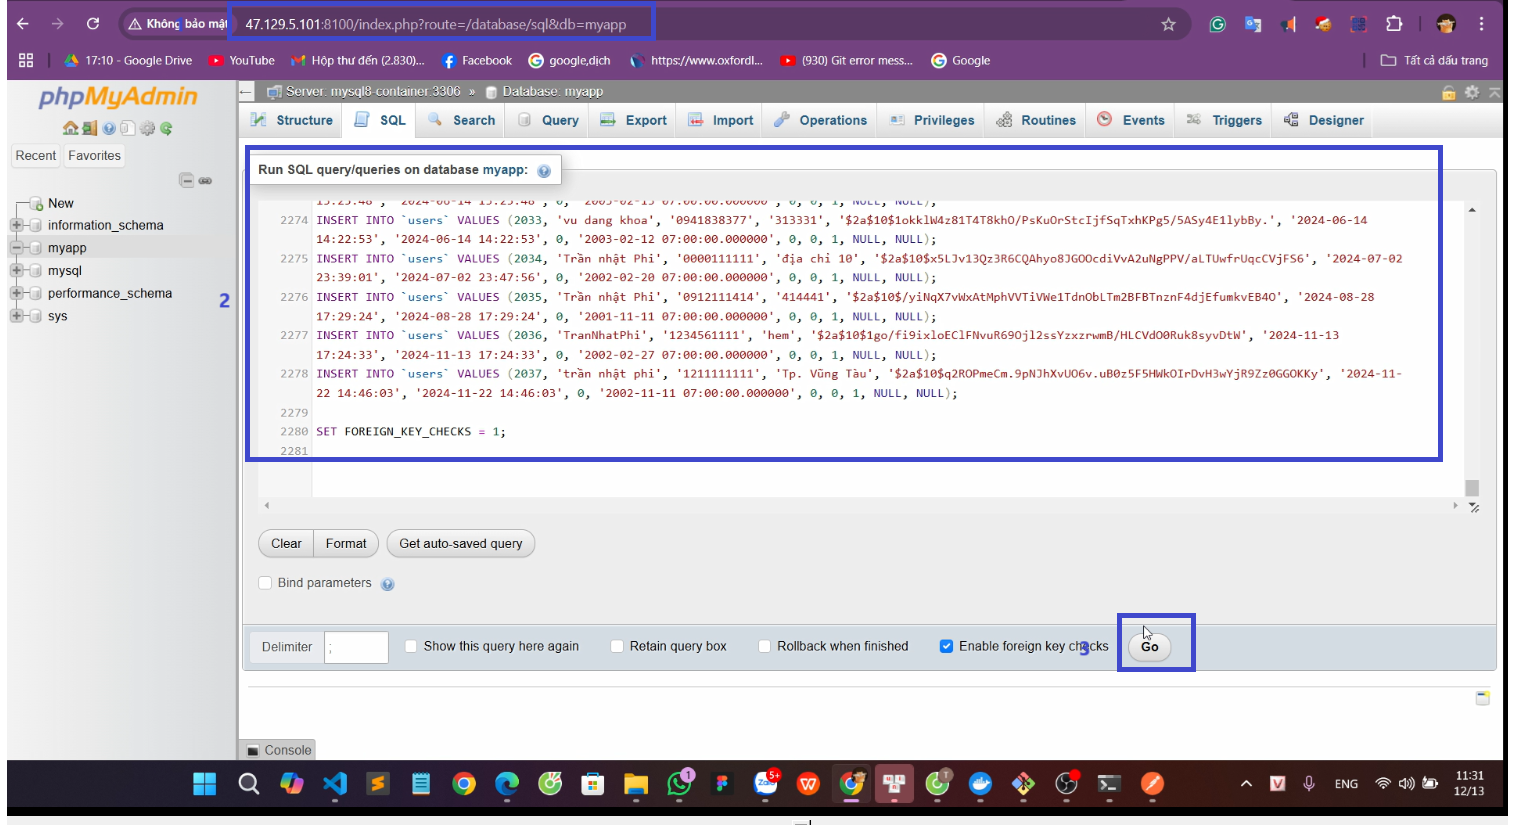 Không bảo mật
1
47.129.5.101:8100/index.php?route=/database/sql&db=myapp
17:10 - Google Drive
YouTube
Hộp thư đến (2.830)...
Facebook
google,dịch
https://www.oxfordl...
(930) Git error mess...
Google
Tất cả dấu trang
phpMyAdmin
Recent
Favorites
New
information_schema
myapp
mysql
performance_schema
sys
2
Server: mysql8-container:3306 » Database: myapp
Structure
SQL
Search
Query
Export
Import
Operations
Privileges
Routines
Events
Triggers
Designer
Run SQL query/queries on database myapp:
2274 INSERT INTO `users` VALUES (2033, 'vu dang khoa', '0941838377', '313331', '$2a$10$1okklW4z81T4T8khO/PsKuOrStcIjfSqTxhKPg5/5ASy4E1lybBy.', '2024-06-14
14:22:53', '2024-06-14 14:22:53', 0, '2003-02-12 07:00:00.000000', 0, 0, 1, NULL, NULL);
2275 INSERT INTO `users` VALUES (2034, 'Trần nhật Phi', '0000111111', 'địa chỉ 10', '$2a$10$x5LJv13Qz3R6CQAhyo8JGOOcdiVvA2uNgPPV/aLTUwfrUqcCVjFS6', '2024-07-02
23:39:01', '2024-07-02 23:47:56', 0, '2002-02-20 07:00:00.000000', 0, 0, 1, NULL, NULL);
2276 INSERT INTO `users` VALUES (2035, 'Trần nhật Phi', '0912111414', '414441', '$2a$10$/yiNqX7vWxAtMphVVTiVWe1TdnObLTm2BFBTnznF4djEfumkvEB4O', '2024-08-28
17:29:24', '2024-08-28 17:29:24', 0, '2001-11-11 07:00:00.000000', 0, 0, 1, NULL, NULL);
2277 INSERT INTO `users` VALUES (2036, 'TranNhatPhi', '1234561111', 'hem', '$2a$10$1go/fi9ixloEClFNvuR69Ojl2ssYzxzrwmB/HLCVdO0Ruk8syvDtW', '2024-11-13
17:24:33', '2024-11-13 17:24:33', 0, '2002-02-27 07:00:00.000000', 0, 0, 1, NULL, NULL);
2278 INSERT INTO `users` VALUES (2037, 'trần nhật phi', '1211111111', 'Tp. Vũng Tàu', '$2a$10$q2ROPmeCm.9pNJhXvUO6v.uB0z5F5HWkOIrDvH3wYjR9Zz0GGOKKy', '2024-11-
22 14:46:03', '2024-11-22 14:46:03', 0, '2002-11-11 07:00:00.000000', 0, 0, 1, NULL, NULL);
2279
2280 SET FOREIGN_KEY_CHECKS = 1;
2281
Clear
Format
Get auto-saved query
Bind parameters
Delimiter
;
Show this query here again
Retain query box
Rollback when finished
Enable foreign key checks
3
Go
Console
1
5+
Zalo
T
V
ENG
11:31
12/13